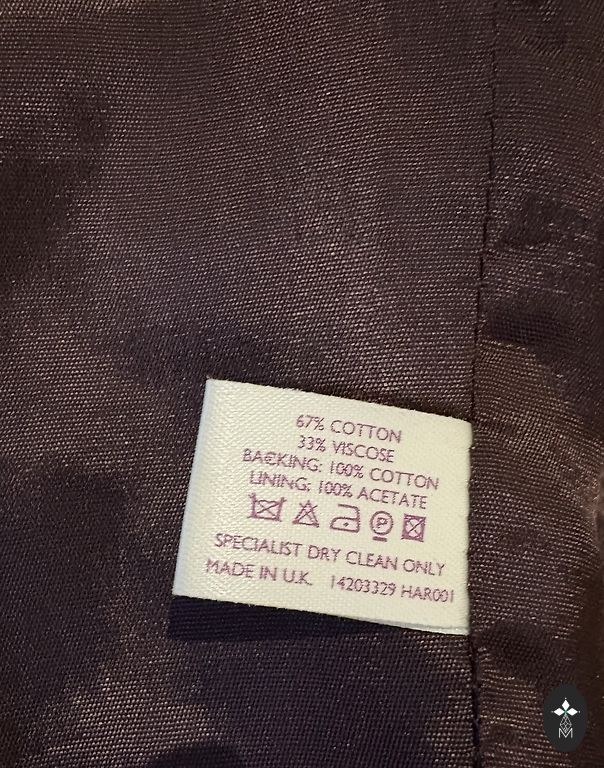 67% COTTON
33% VISCOSE
BACKING: 100% COTTON
LINING: 100% ACETATE
P
SPECIALIST DRY CLEAN ONLY
MADE IN U.K. 14203329 HAR001
M